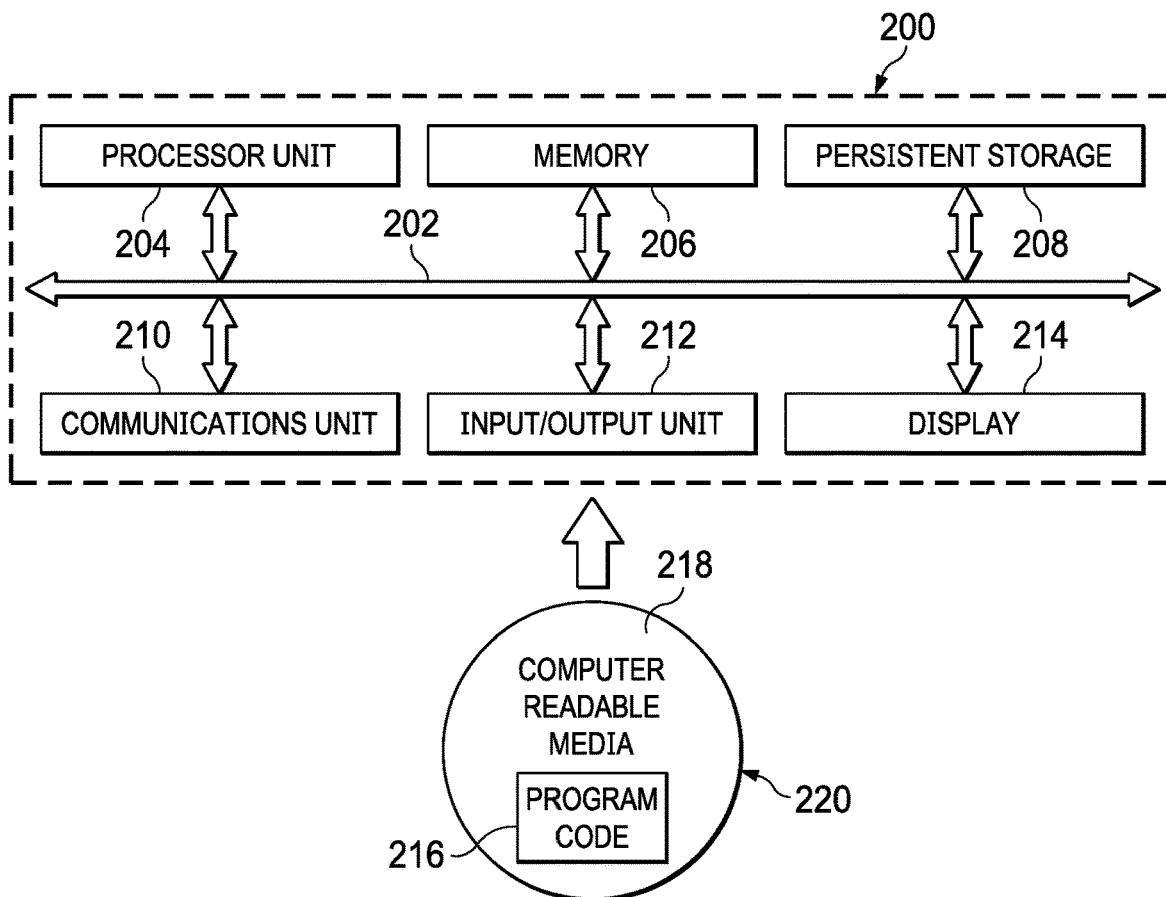 200
PROCESSOR UNIT
MEMORY
PERSISTENT STORAGE
204
202
206
208
210
212
214
COMMUNICATIONS UNIT
INPUT/OUTPUT UNIT
DISPLAY
218
COMPUTER
READABLE
MEDIA
PROGRAM
CODE
216
220